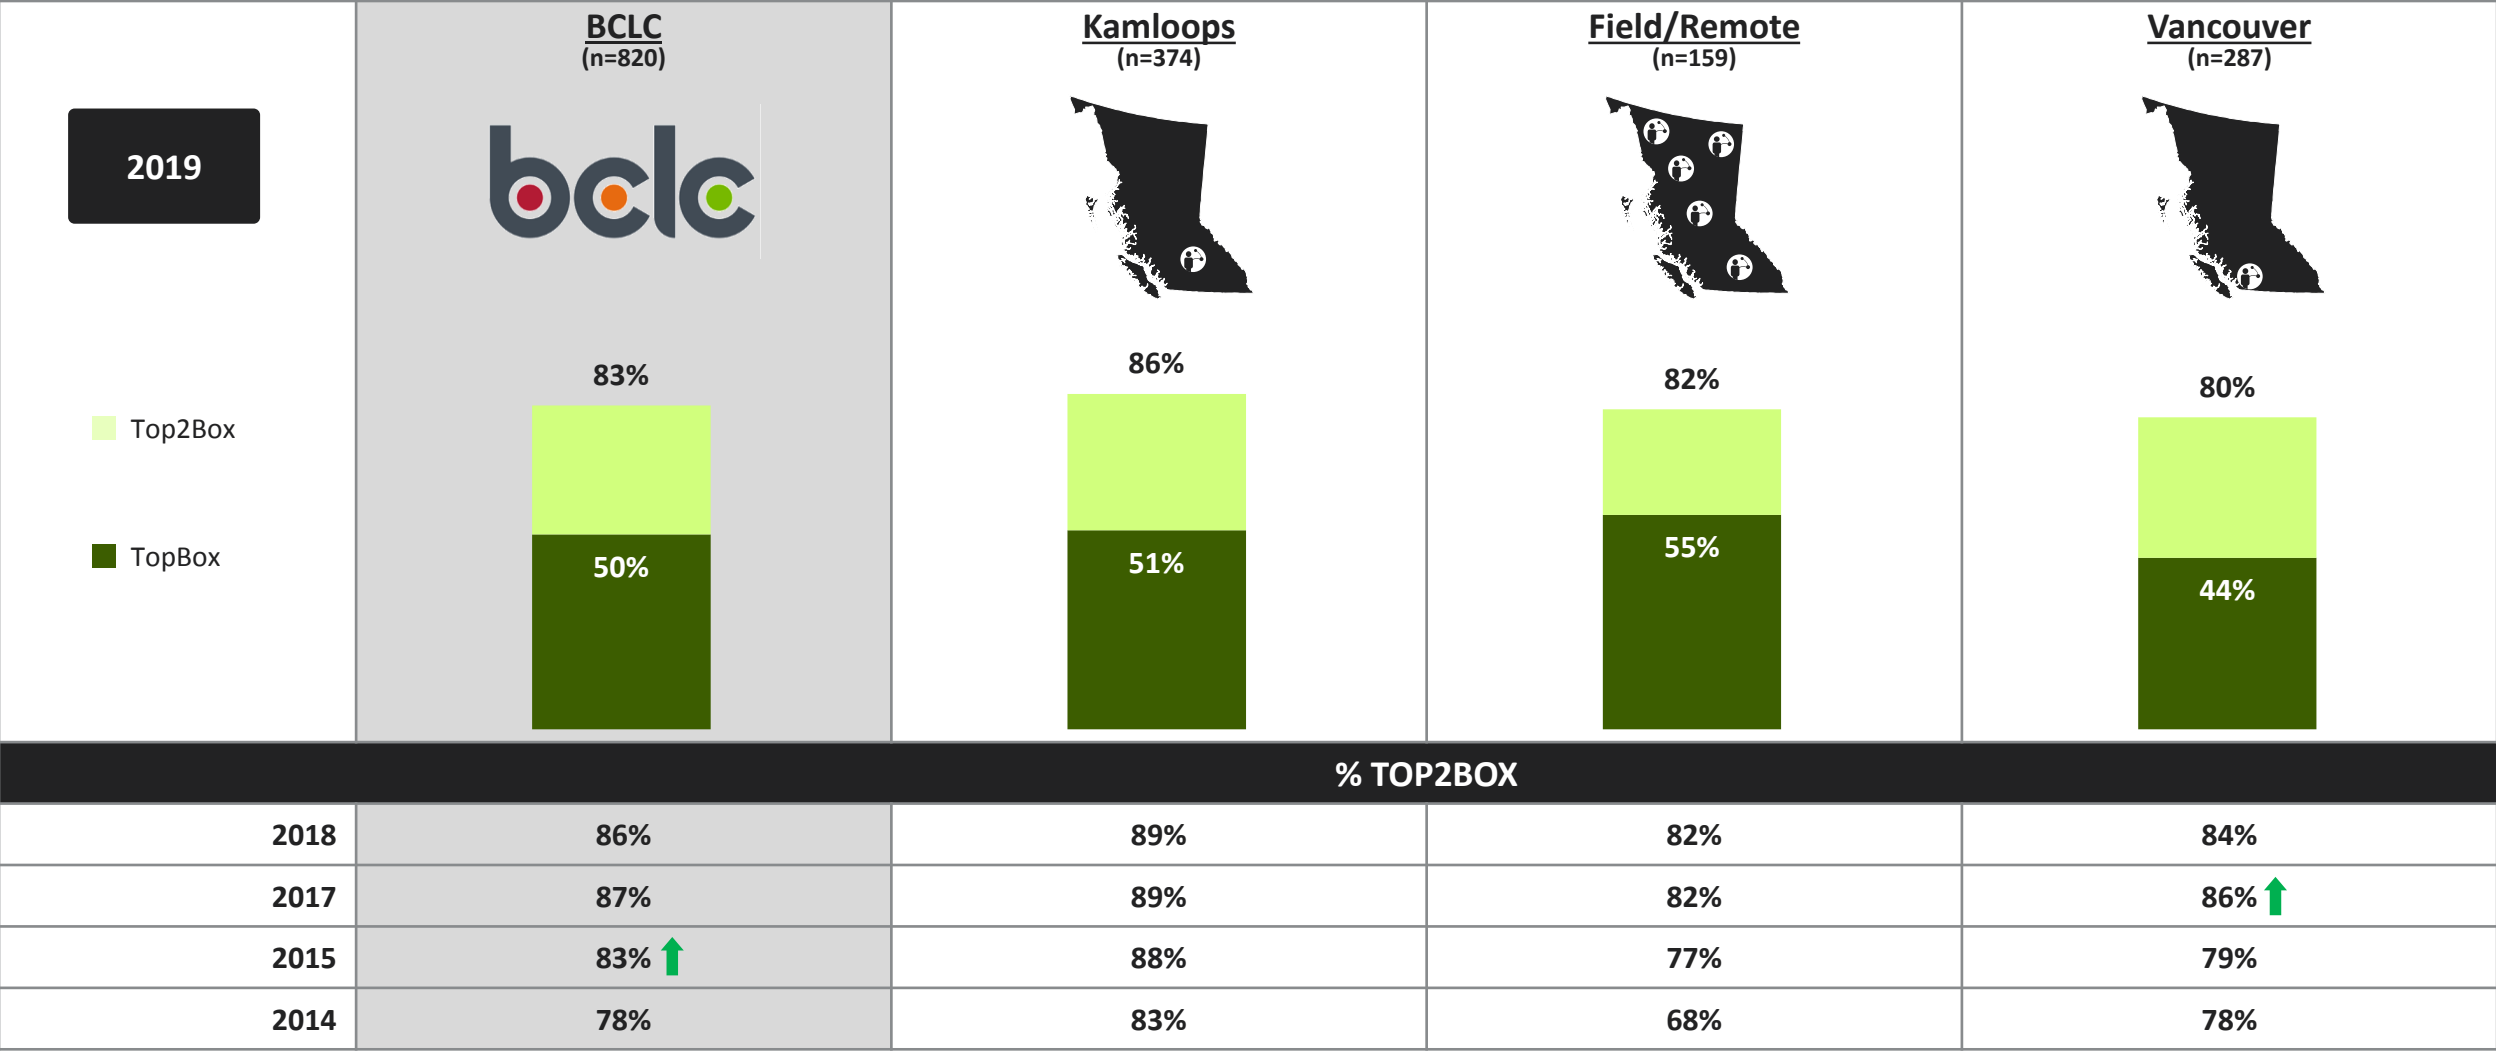 BCLC
(n=820)
Kamloops
(n=374)
Field/Remote
(n=159)
Vancouver
(n=287)
2019
bclc
83%
86%
82%
80%
Top2Box
TopBox
50%
51%
55%
44%
% TOP2BOX
2018 86% 89% 82% 84%
2017 87% 89% 82% 86%
2015 83% 88% 77% 79%
2014 78% 83% 68% 78%